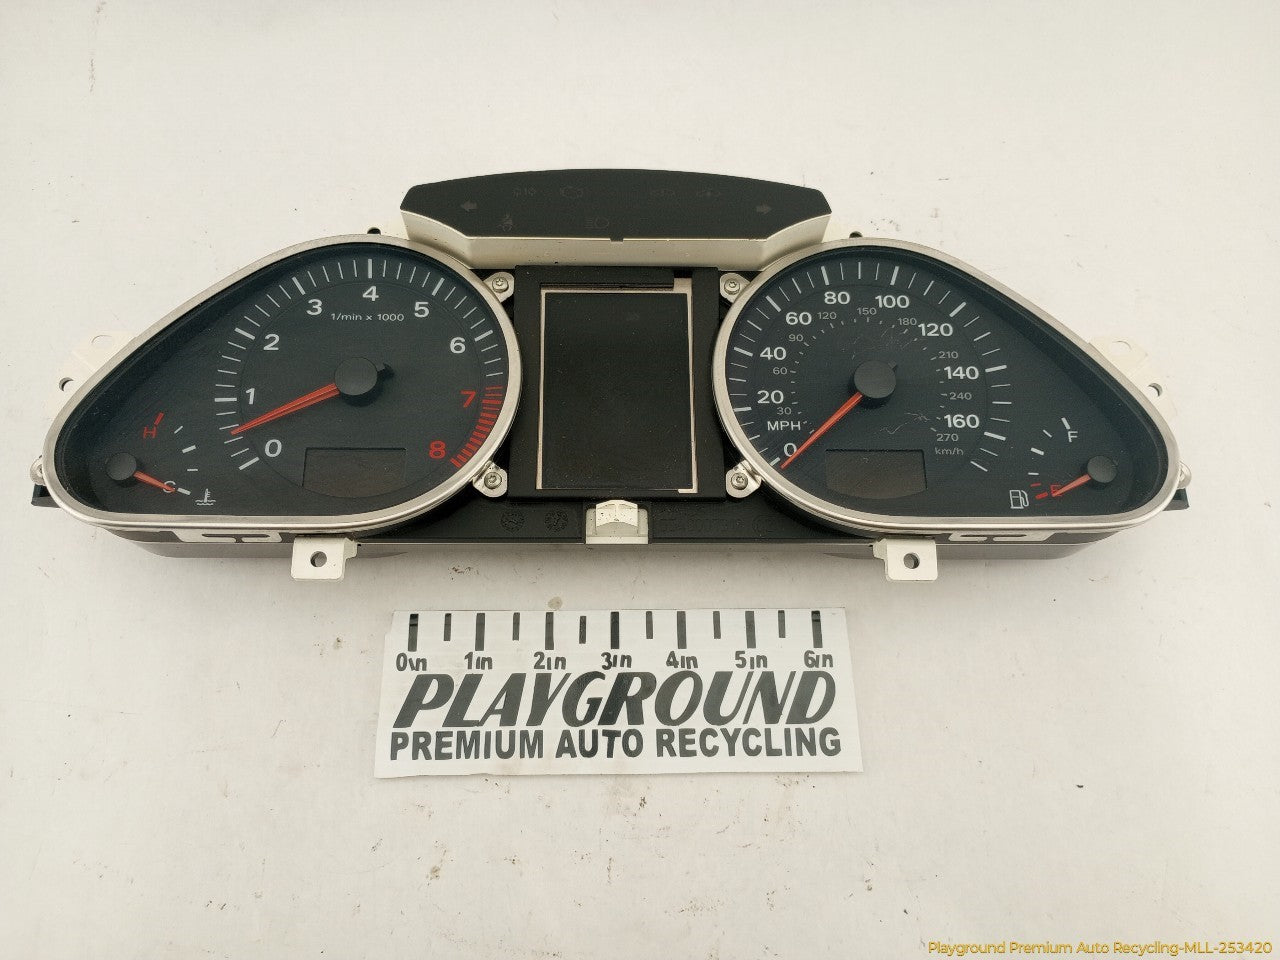 0 1 2 3 4 5 6 7 8
1/min x 1000
H
C
0 20 40 60 80 100 120 140 160
MPH
30 60 90 120 150 180 210 240 270
km/h
F
E
0in 1in 2in 3in 4in 5in 6in
PLAYGROUND
PREMIUM AUTO RECYCLING
Playground Premium Auto Recycling-MLL-253420